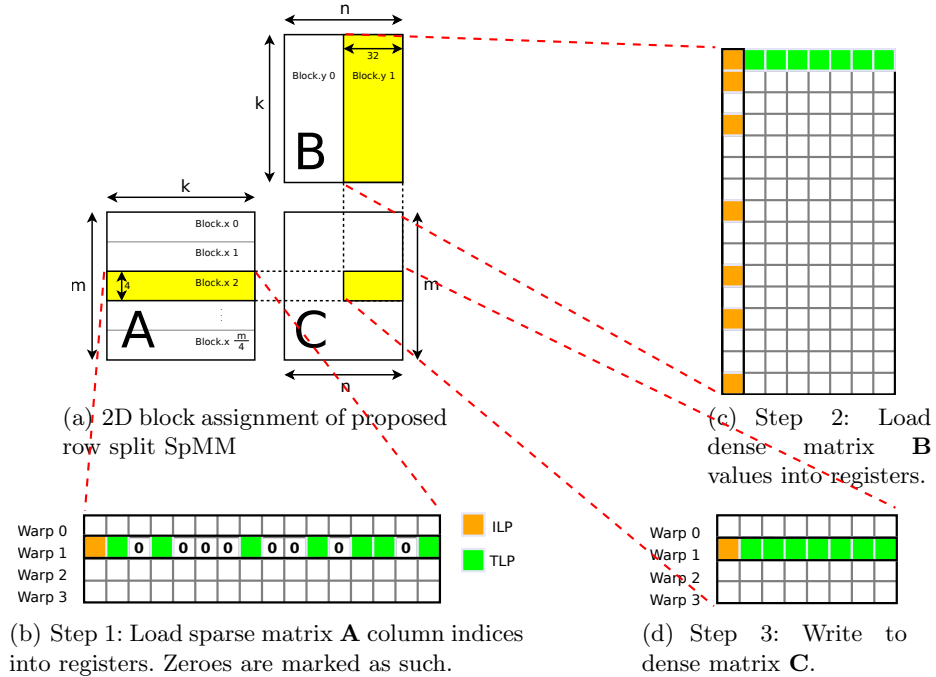 n
32
Block.y 0 Block.y 1
k
B
k
Block.x 0
Block.x 1
Block.x 2
4
m
A
⋮
Block.x m/4
C
m
n
(a) 2D block assignment of proposed
row split SpMM
(c) Step 2: Load
dense matrix B
values into registers.
Warp 0
Warp 1
Warp 2
Warp 3
0 0 0 0 0 0 0 0
ILP
TLP
(b) Step 1: Load sparse matrix A column indices
into registers. Zeroes are marked as such.
Warp 0
Warp 1
Warp 2
Warp 3
(d) Step 3: Write to
dense matrix C.